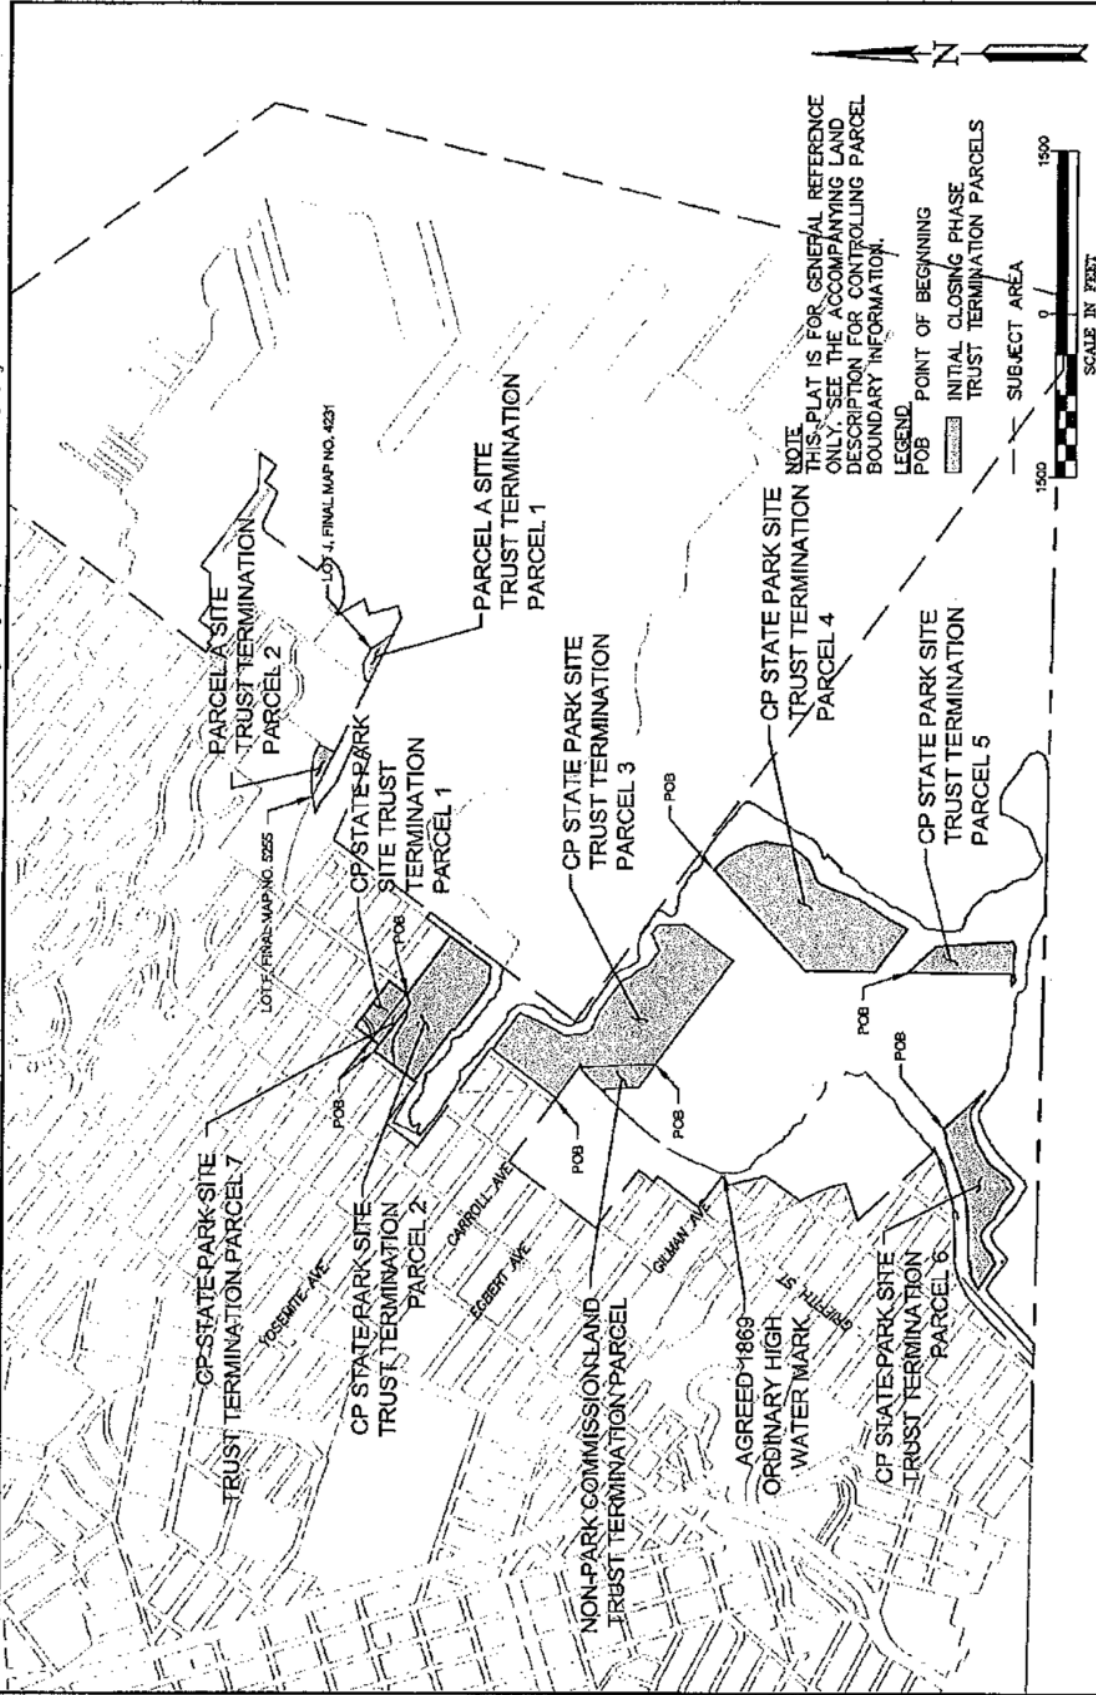 PARCEL A SITE
TRUST TERMINATION
PARCEL 2
LOT J, FINAL MAP NO. 4231
PARCEL A SITE
TRUST TERMINATION
PARCEL 1
FINAL MAP NO. 5255
CP STATE PARK
SITE TRUST
TERMINATION
PARCEL 1
POB
POB
CP STATE PARK SITE
TRUST TERMINATION PARCEL 7
YOSEMITE AVE
CP STATE PARK SITE
TRUST TERMINATION
PARCEL 2
CARROLL AVE
EGBERT AVE
CP STATE PARK SITE
TRUST TERMINATION
PARCEL 3
POB
POB
POB
NON-PARK COMMISSION LAND
TRUST TERMINATION PARCEL
GILMAN AVE
AGREED 1869
ORDINARY HIGH
WATER MARK
GRIFFITH ST
CP STATE PARK SITE
TRUST TERMINATION
PARCEL 4
CP STATE PARK SITE
TRUST TERMINATION
PARCEL 5
POB
POB
CP STATE PARK SITE
TRUST TERMINATION
PARCEL 6
NOTE
THIS PLAT IS FOR GENERAL REFERENCE
ONLY. SEE THE ACCOMPANYING LAND
DESCRIPTION FOR CONTROLLING PARCEL
BOUNDARY INFORMATION.
LEGEND
POB POINT OF BEGINNING
INITIAL CLOSING PHASE
TRUST TERMINATION PARCELS
SUBJECT AREA
N
1500 0 1500
SCALE IN FEET